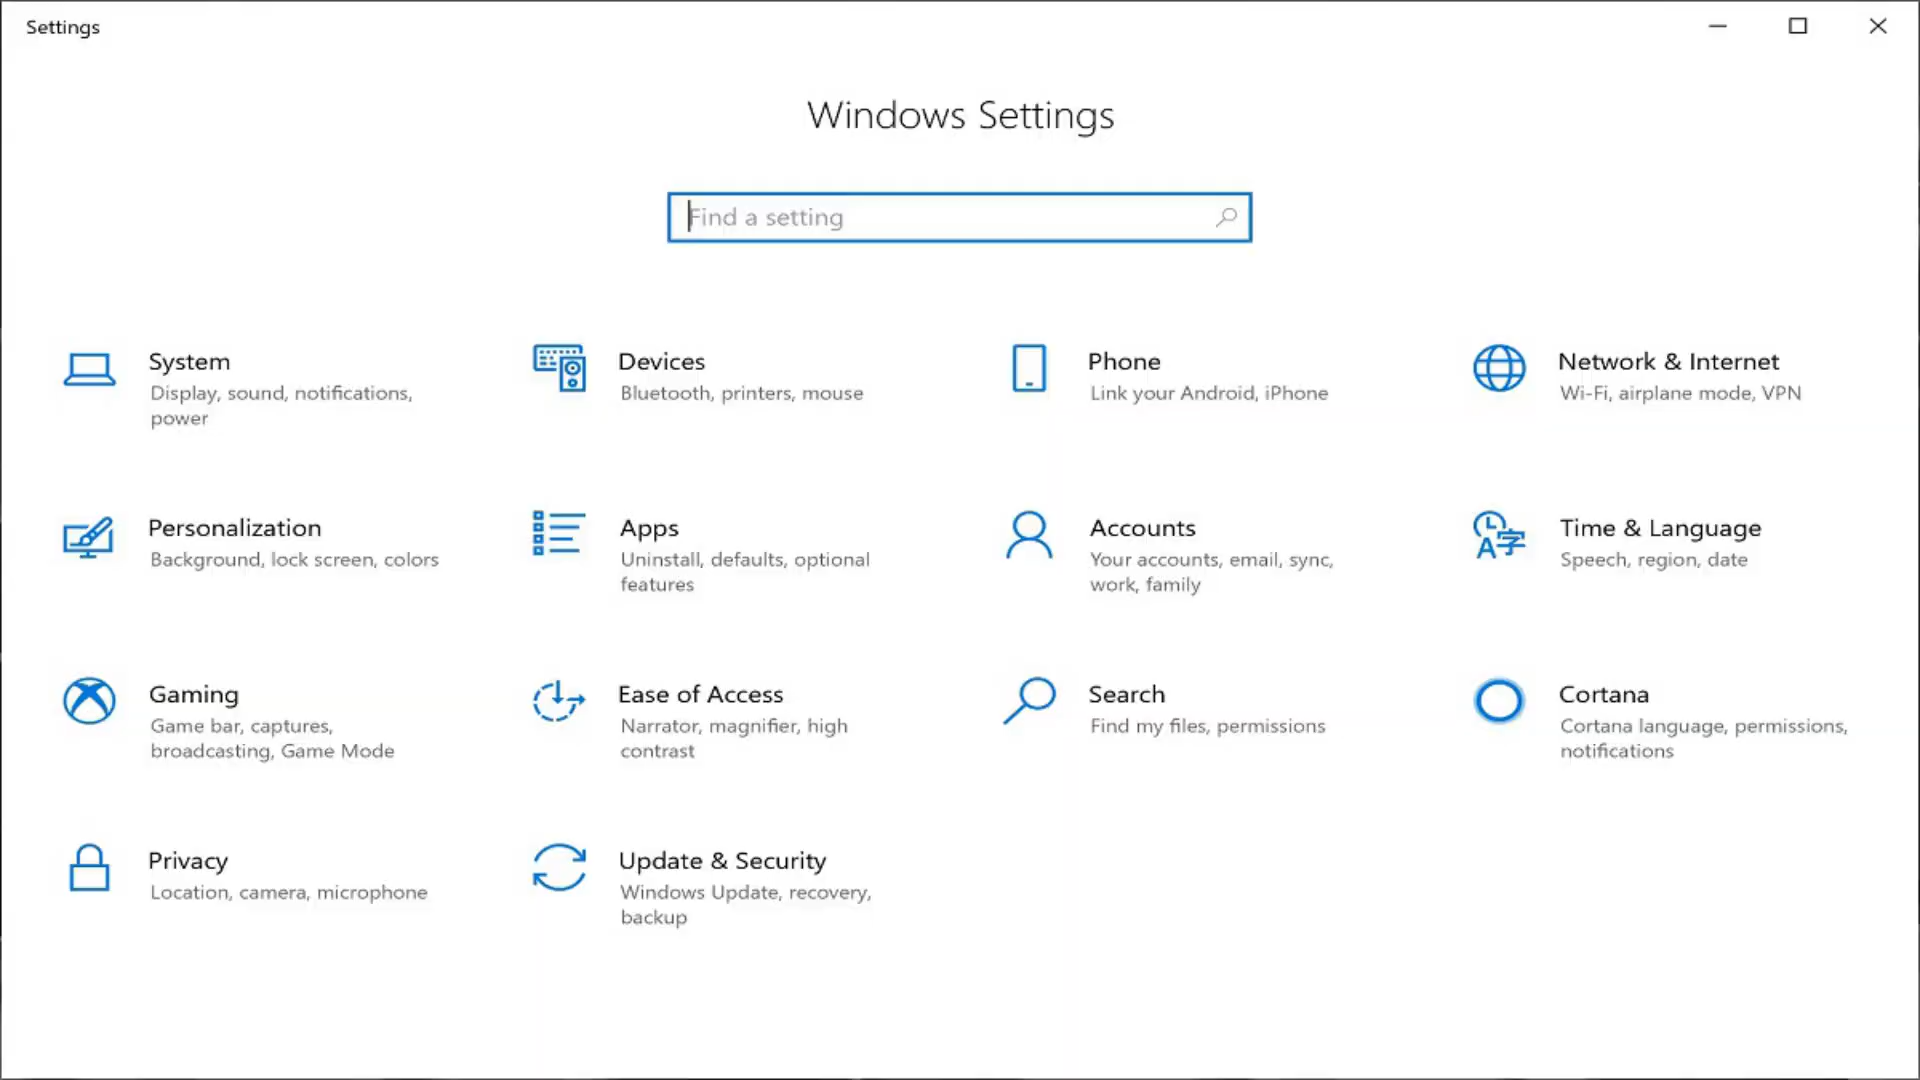 Settings
Windows Settings
Find a setting
System
Display, sound, notifications,
power
Devices
Bluetooth, printers, mouse
Phone
Link your Android, iPhone
Network & Internet
Wi-Fi, airplane mode, VPN
Personalization
Background, lock screen, colors
Apps
Uninstall, defaults, optional
features
Accounts
Your accounts, email, sync,
work, family
Time & Language
Speech, region, date
Gaming
Game bar, captures,
broadcasting, Game Mode
Ease of Access
Narrator, magnifier, high
contrast
Search
Find my files, permissions
Cortana
Cortana language, permissions,
notifications
Privacy
Location, camera, microphone
Update & Security
Windows Update, recovery,
backup